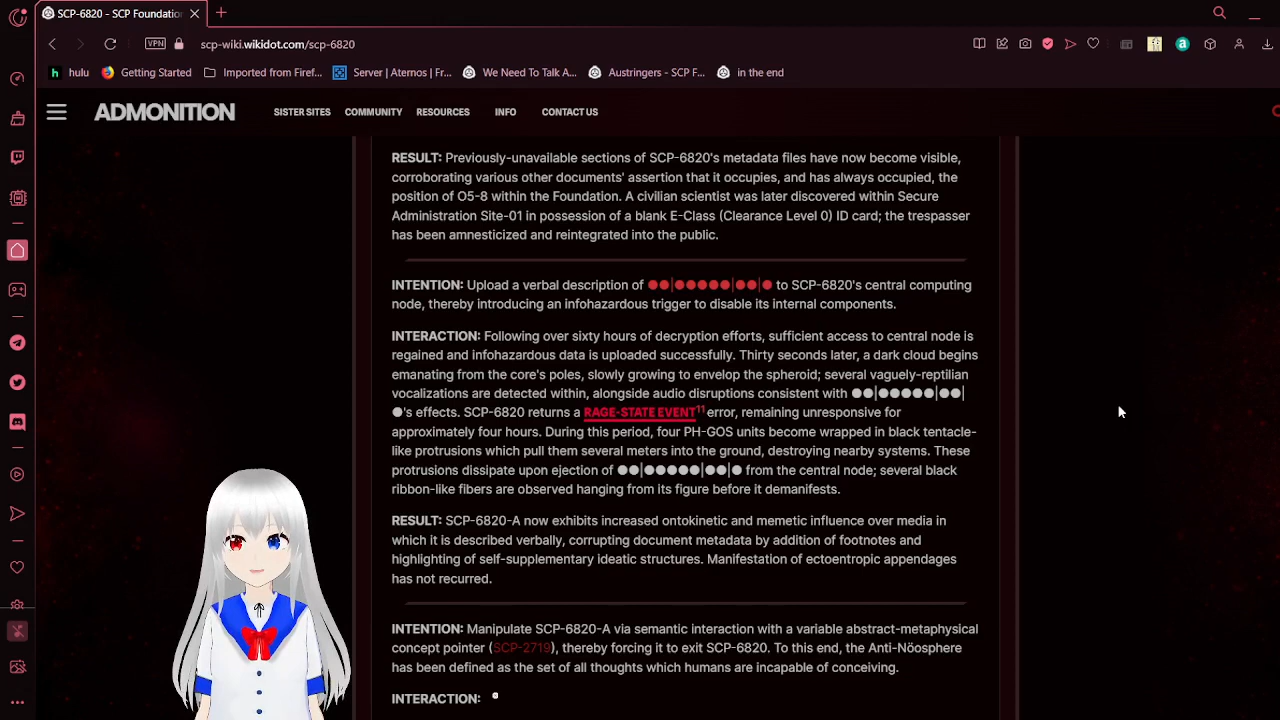 SCP-6820 - SCP Foundatio
VPN
scp-wiki.wikidot.com/scp-6820
h hulu
Getting Started
Imported from Firef...
Server | Aternos | Fr...
We Need To Talk A...
Austringers - SCP F...
in the end
ADMONITION
SISTER SITES
COMMUNITY
RESOURCES
INFO
CONTACT US
RESULT: Previously-unavailable sections of SCP-6820's metadata files have now become visible,
corroborating various other documents' assertion that it occupies, and has always occupied, the
position of O5-8 within the Foundation. A civilian scientist was later discovered within Secure
Administration Site-01 in possession of a blank E-Class (Clearance Level 0) ID card; the trespasser
has been amnesticized and reintegrated into the public.
INTENTION: Upload a verbal description of ●●|●●●●●|●●|● to SCP-6820's central computing
node, thereby introducing an infohazardous trigger to disable its internal components.
INTERACTION: Following over sixty hours of decryption efforts, sufficient access to central node is
regained and infohazardous data is uploaded successfully. Thirty seconds later, a dark cloud begins
emanating from the core's poles, slowly growing to envelop the spheroid; several vaguely-reptilian
vocalizations are detected within, alongside audio disruptions consistent with ●●|●●●●●|●●|
●'s effects. SCP-6820 returns a RAGE-STATE EVENT11 error, remaining unresponsive for
approximately four hours. During this period, four PH-GOS units become wrapped in black tentacle-
like protrusions which pull them several meters into the ground, destroying nearby systems. These
protrusions dissipate upon ejection of ●●|●●●●●|●●|● from the central node; several black
ribbon-like fibers are observed hanging from its figure before it demanifests.
RESULT: SCP-6820-A now exhibits increased ontokinetic and memetic influence over media in
which it is described verbally, corrupting document metadata by addition of footnotes and
highlighting of self-supplementary ideatic structures. Manifestation of ectoentropic appendages
has not recurred.
INTENTION: Manipulate SCP-6820-A via semantic interaction with a variable abstract-metaphysical
concept pointer (SCP-2719), thereby forcing it to exit SCP-6820. To this end, the Anti-Nöosphere
has been defined as the set of all thoughts which humans are incapable of conceiving.
INTERACTION: